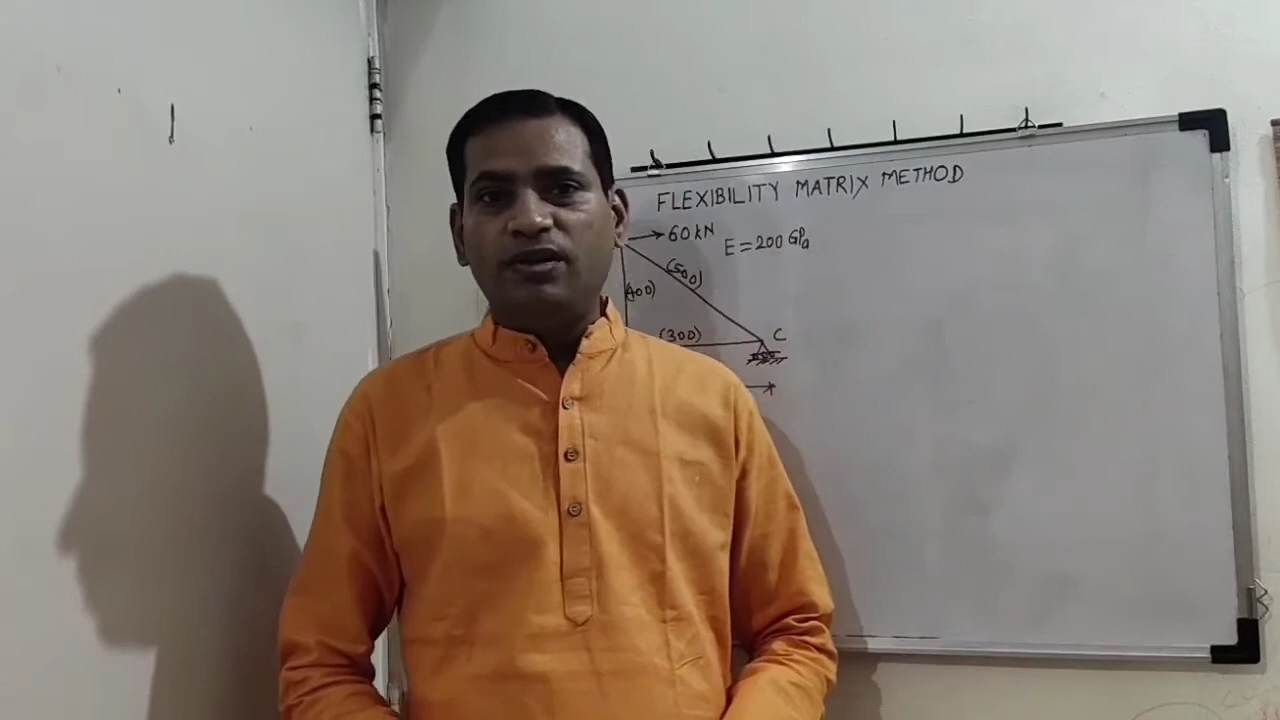 FLEXIBILITY MATRIX METHOD
60 kN
E = 200 GPa
(500)
(400)
(300)
C